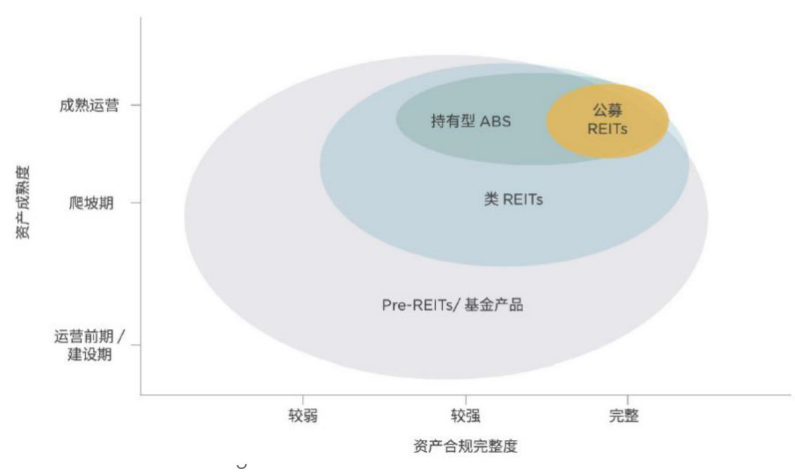 成熟运营
持有型 ABS
公募
REITs
资产成熟度
爬坡期
类 REITs
Pre-REITs/ 基金产品
运营前期 /
建设期
较弱
较强
完整
资产合规完整度